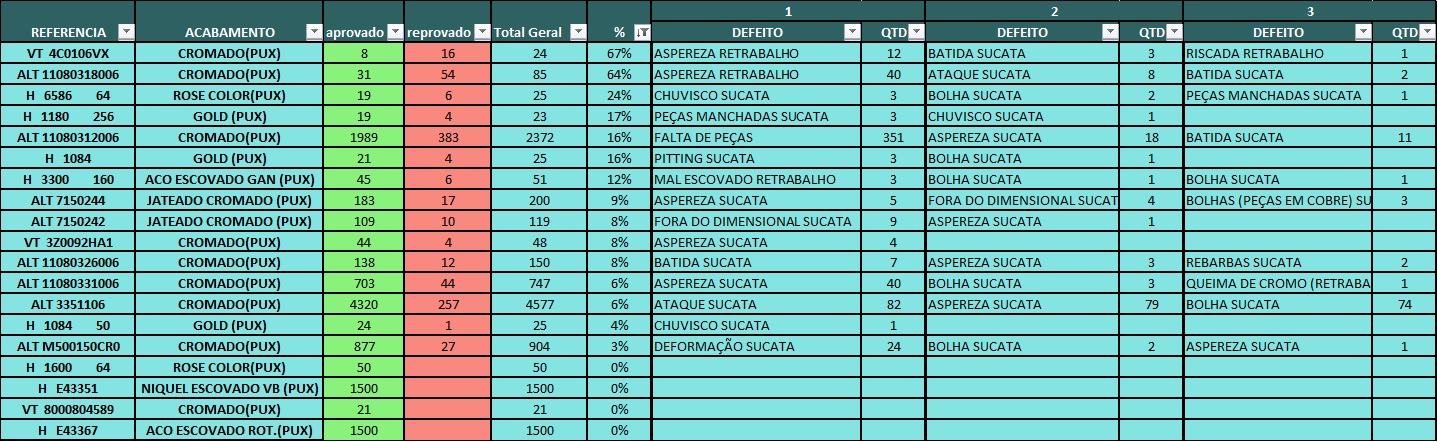 1 2 3
REFERENCIA ACABAMENTO aprovado reprovado Total Geral % DEFEITO QTD DEFEITO QTD DEFEITO QTD
VT 4C0106VX CROMADO(PUX) 8 16 24 67% ASPEREZA RETRABALHO 12 BATIDA SUCATA 3 RISCADA RETRABALHO 1
ALT 11080318006 CROMADO(PUX) 31 54 85 64% ASPEREZA RETRABALHO 40 ATAQUE SUCATA 8 BATIDA SUCATA 2
H 6586 64 ROSE COLOR(PUX) 19 6 25 24% CHUVISCO SUCATA 3 BOLHA SUCATA 2 PEÇAS MANCHADAS SUCATA 1
H 1180 256 GOLD (PUX) 19 4 23 17% PEÇAS MANCHADAS SUCATA 3 CHUVISCO SUCATA 1
ALT 11080312006 CROMADO(PUX) 1989 383 2372 16% FALTA DE PEÇAS 351 ASPEREZA SUCATA 18 BATIDA SUCATA 11
H 1084 GOLD (PUX) 21 4 25 16% PITTING SUCATA 3 BOLHA SUCATA 1
H 3300 160 ACO ESCOVADO GAN (PUX) 45 6 51 12% MAL ESCOVADO RETRABALHO 3 BOLHA SUCATA 1 BOLHA SUCATA 1
ALT 7150244 JATEADO CROMADO (PUX) 183 17 200 9% ASPEREZA SUCATA 5 FORA DO DIMENSIONAL SUCAT 4 BOLHAS (PEÇAS EM COBRE) SU 3
ALT 7150242 JATEADO CROMADO (PUX) 109 10 119 8% FORA DO DIMENSIONAL SUCATA 9 ASPEREZA SUCATA 1
VT 3Z0092HA1 CROMADO(PUX) 44 4 48 8% ASPEREZA SUCATA 4
ALT 11080326006 CROMADO(PUX) 138 12 150 8% BATIDA SUCATA 7 ASPEREZA SUCATA 3 REBARBAS SUCATA 2
ALT 11080331006 CROMADO(PUX) 703 44 747 6% ASPEREZA SUCATA 40 BOLHA SUCATA 3 QUEIMA DE CROMO (RETRABA 1
ALT 3351106 CROMADO(PUX) 4320 257 4577 6% ATAQUE SUCATA 82 ASPEREZA SUCATA 79 BOLHA SUCATA 74
H 1084 50 GOLD (PUX) 24 1 25 4% CHUVISCO SUCATA 1
ALT M500150CR0 CROMADO(PUX) 877 27 904 3% DEFORMAÇÃO SUCATA 24 BOLHA SUCATA 2 ASPEREZA SUCATA 1
H 1600 64 ROSE COLOR(PUX) 50 50 0%
H E43351 NIQUEL ESCOVADO VB (PUX) 1500 1500 0%
VT 8000804589 CROMADO(PUX) 21 21 0%
H E43367 ACO ESCOVADO ROT.(PUX) 1500 1500 0%